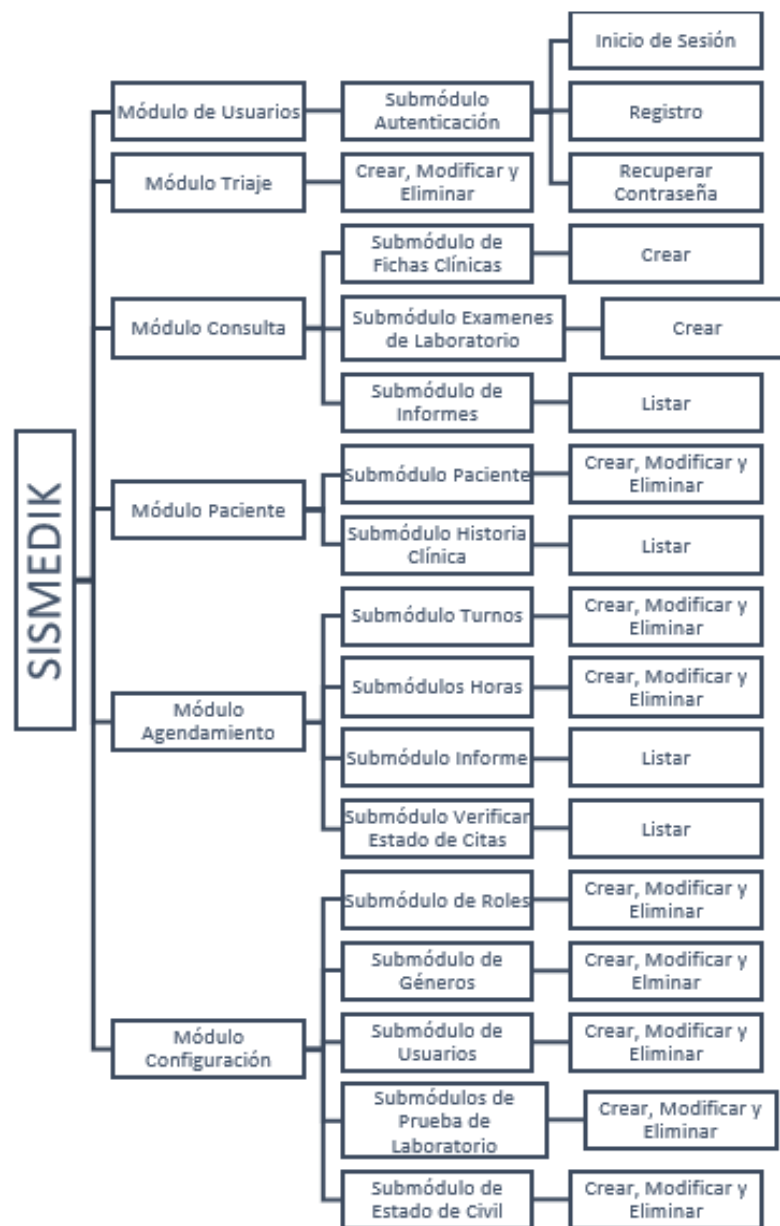 SISMEDIK
Módulo de Usuarios
Submódulo
Autenticación
Inicio de Sesión
Registro
Recuperar
Contraseña
Módulo Triaje
Crear, Modificar y
Eliminar
Módulo Consulta
Submódulo de
Fichas Clínicas
Crear
Submódulo Examenes
de Laboratorio
Crear
Submódulo de
Informes
Listar
Módulo Paciente
Submódulo Paciente
Crear, Modificar y
Eliminar
Submódulo Historia
Clínica
Listar
Módulo
Agendamiento
Submódulo Turnos
Crear, Modificar y
Eliminar
Submódulos Horas
Crear, Modificar y
Eliminar
Submódulo Informe
Listar
Submódulo Verificar
Estado de Citas
Listar
Módulo
Configuración
Submódulo de Roles
Crear, Modificar y
Eliminar
Submódulo de
Géneros
Crear, Modificar y
Elminar
Submódulo de
Usuarios
Crear, Modificar y
Eliminar
Submódulos de
Prueba de
Laboratorio
Crear, Modificar y
Eliminar
Submódulo de
Estado de Civil
Crear, Modificar y
Eliminar